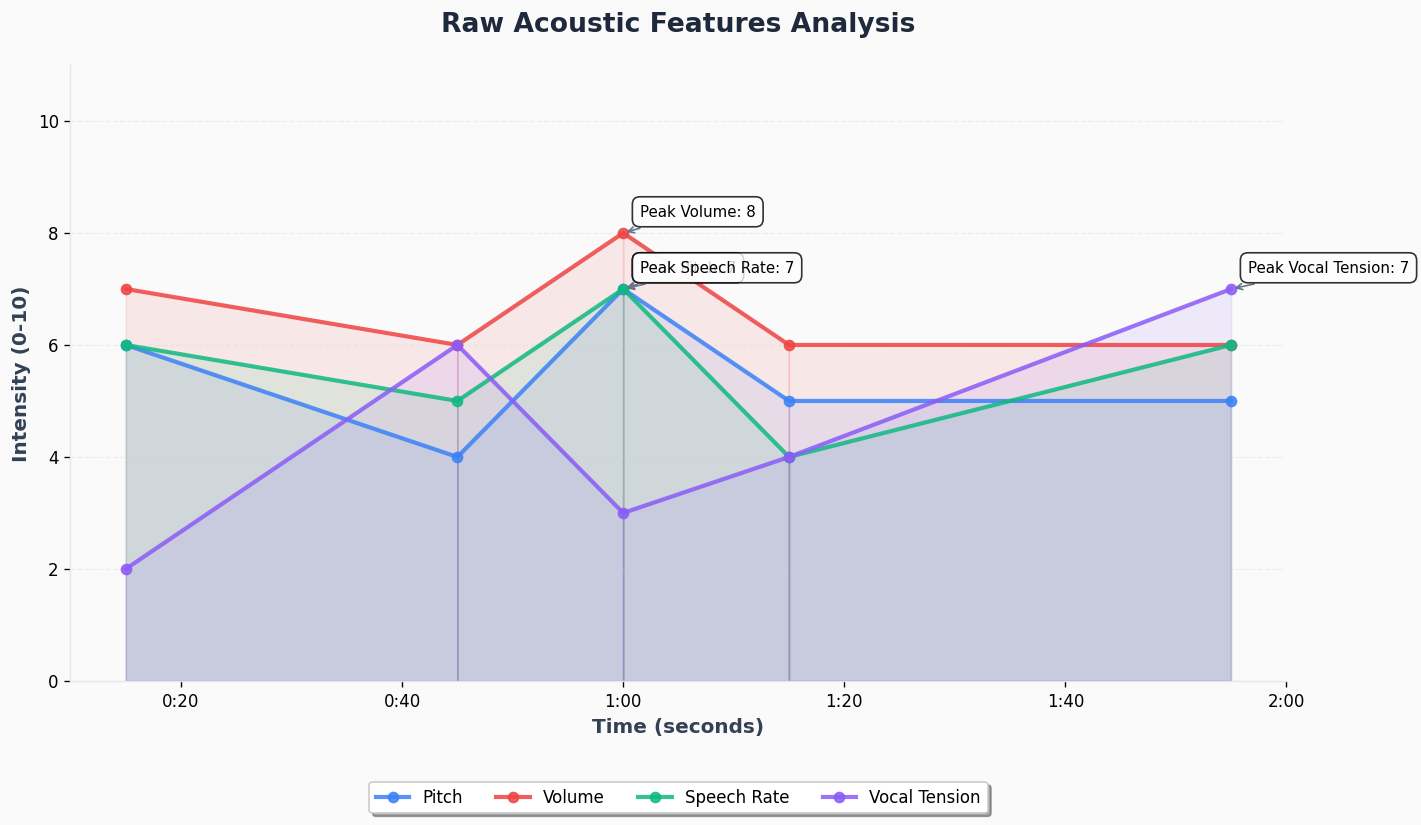 Raw Acoustic Features Analysis
Intensity (0-10)
10
8
6
4
2
0
Peak Volume: 8
Peak Speech Rate: 7
Peak Vocal Tension: 7
0:20 0:40 1:00 1:20 1:40 2:00
Time (seconds)
Pitch Volume Speech Rate Vocal Tension